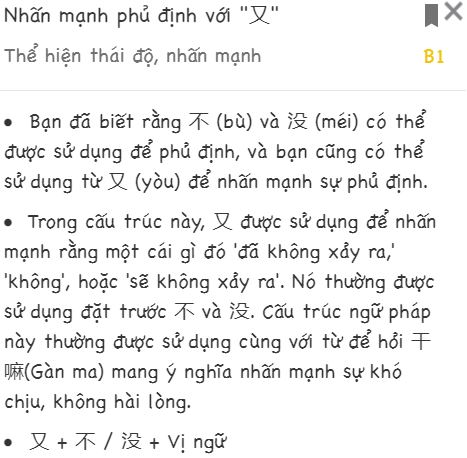 Nhấn mạnh phủ định với "又"
Thể hiện thái độ, nhấn mạnh B1
• Bạn đã biết rằng 不 (bù) và 没 (méi) có thể
được sử dụng để phủ định, và bạn cũng có thể
sử dụng từ 又 (yòu) để nhấn mạnh sự phủ định.
• Trong cấu trúc này, 又 được sử dụng để nhấn
mạnh rằng một cái gì đó 'đã không xảy ra,'
'không', hoặc 'sẽ không xảy ra'. Nó thường được
sử dụng đặt trước 不 và 没. Cấu trúc ngữ pháp
này thường được sử dụng cùng với từ để hỏi 干
嘛(Gàn ma) mang ý nghĩa nhấn mạnh sự khó
chịu, không hài lòng.
• 又 + 不 / 没 + Vị ngữ